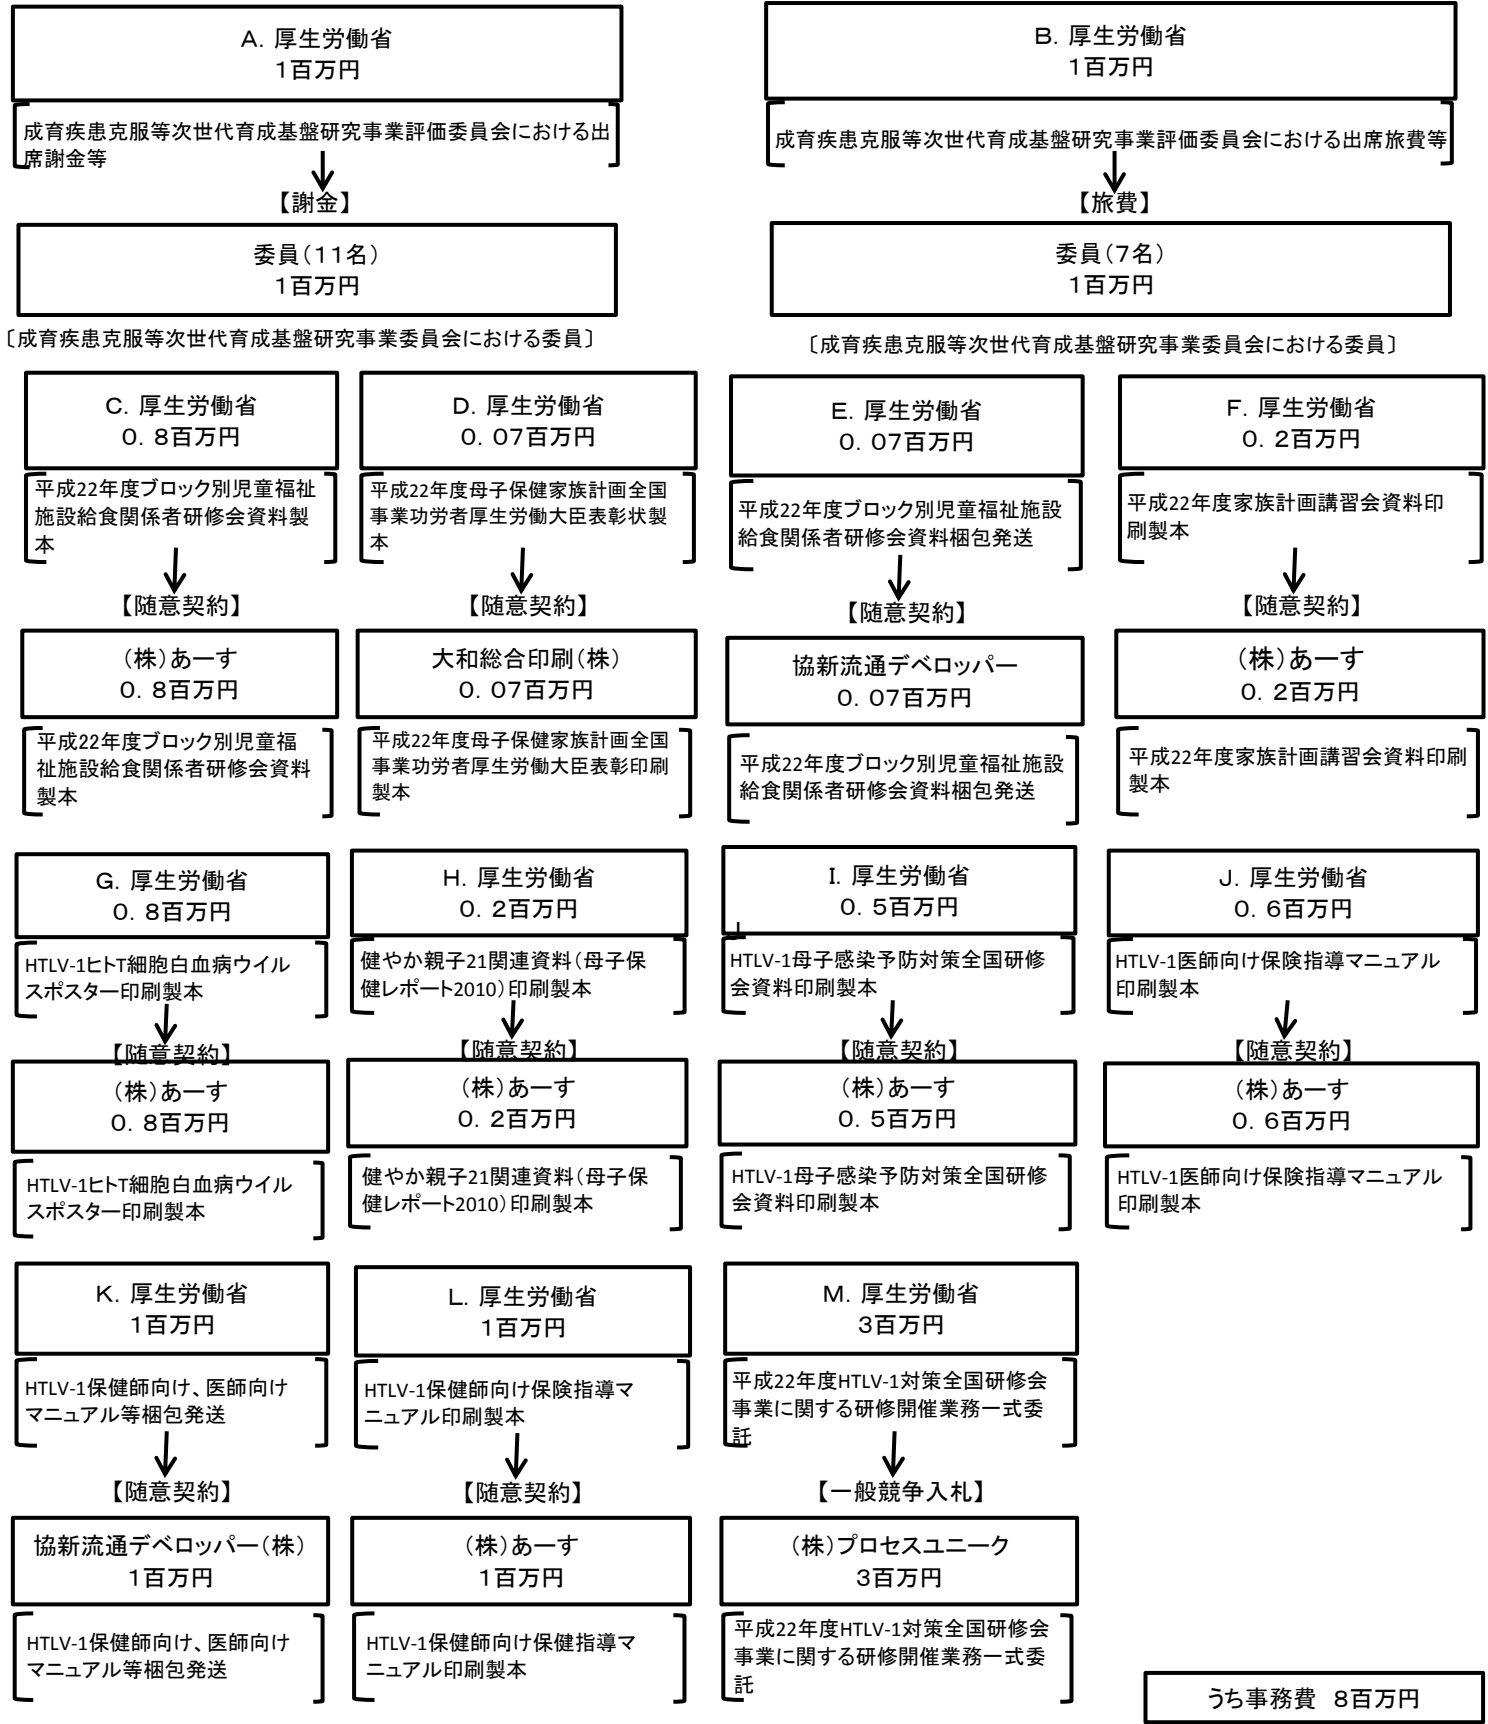 A. 厚生労働省
1百万円
成育疾患克服等次世代育成基盤研究事業評価委員会における出
席謝金等
【謝金】
委員(11名)
1百万円
〔成育疾患克服等次世代育成基盤研究事業委員会における委員〕
B. 厚生労働省
1百万円
成育疾患克服等次世代育成基盤研究事業評価委員会における出席旅費等
【旅費】
委員(7名)
1百万円
〔成育疾患克服等次世代育成基盤研究事業委員会における委員〕
C. 厚生労働省
0. 8百万円
平成22年度ブロック別児童福祉
施設給食関係者研修会資料製
本
【随意契約】
(株)あーす
0. 8百万円
平成22年度ブロック別児童福
祉施設給食関係者研修会資料
製本
D. 厚生労働省
0. 07百万円
平成22年度母子保健家族計画全国
事業功労者厚生労働大臣表彰状製
本
【随意契約】
大和総合印刷(株)
0. 07百万円
平成22年度母子保健家族計画全国
事業功労者厚生労働大臣表彰印刷
製本
E. 厚生労働省
0. 07百万円
平成22年度ブロック別児童福祉施設
給食関係者研修会資料梱包発送
【随意契約】
協新流通デベロッパー
0. 07百万円
平成22年度ブロック別児童福祉施設
給食関係者研修会資料梱包発送
F. 厚生労働省
0. 2百万円
平成22年度家族計画講習会資料印
刷製本
【随意契約】
(株)あーす
0. 2百万円
平成22年度家族計画講習会資料印刷
製本
G. 厚生労働省
0. 8百万円
HTLV-1ヒトT細胞白血病ウイル
スポスター印刷製本
【随意契約】
(株)あーす
0. 8百万円
HTLV-1ヒトT細胞白血病ウイル
スポスター印刷製本
H. 厚生労働省
0. 2百万円
健やか親子21関連資料(母子保
健レポート2010)印刷製本
【随意契約】
(株)あーす
0. 2百万円
健やか親子21関連資料(母子保
健レポート2010)印刷製本
I. 厚生労働省
0. 5百万円
HTLV-1母子感染予防対策全国研修
会資料印刷製本
【随意契約】
(株)あーす
0. 5百万円
HTLV-1母子感染予防対策全国研修
会資料印刷製本
J. 厚生労働省
0. 6百万円
HTLV-1医師向け保険指導マニュアル
印刷製本
【随意契約】
(株)あーす
0. 6百万円
HTLV-1医師向け保険指導マニュアル
印刷製本
K. 厚生労働省
1百万円
HTLV-1保健師向け、医師向け
マニュアル等梱包発送
【随意契約】
協新流通デベロッパー(株)
1百万円
HTLV-1保健師向け、医師向け
マニュアル等梱包発送
L. 厚生労働省
1百万円
HTLV-1保健師向け保険指導マ
ニュアル印刷製本
【随意契約】
(株)あーす
1百万円
HTLV-1保健師向け保健指導マ
ニュアル印刷製本
M. 厚生労働省
3百万円
平成22年度HTLV-1対策全国研修会
事業に関する研修開催業務一式委
託
【一般競争入札】
(株)プロセスユニーク
3百万円
平成22年度HTLV-1対策全国研修会
事業に関する研修開催業務一式委
託
うち事務費 8百万円